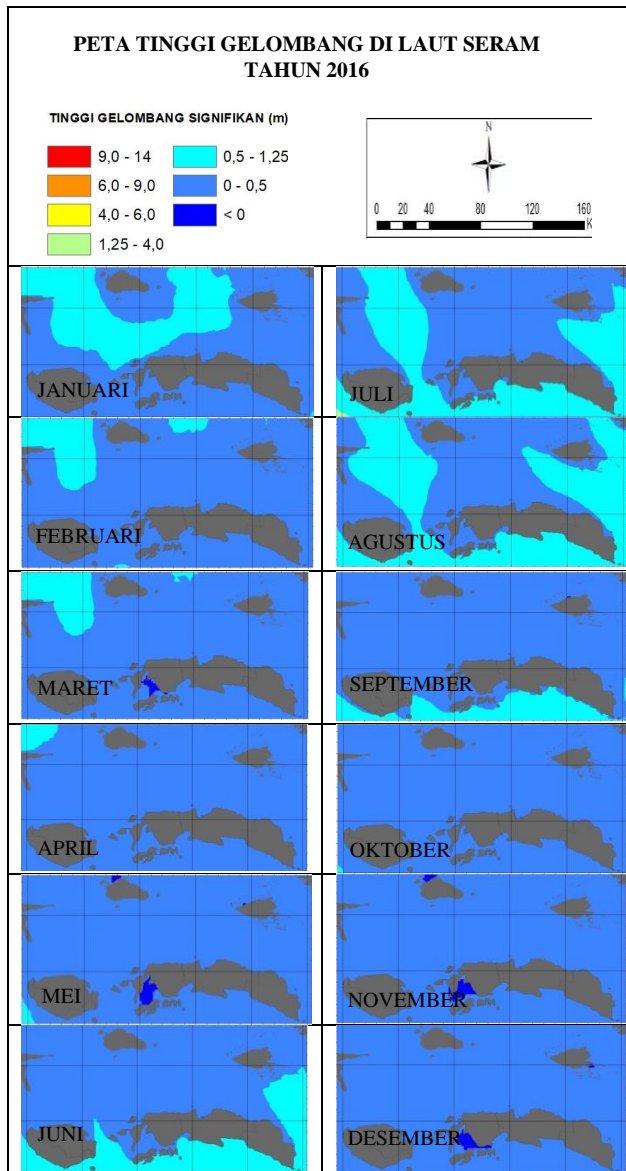 PETA TINGGI GELOMBANG DI LAUT SERAM
TAHUN 2016
TINGGI GELOMBANG SIGNIFIKAN (m)
9,0 - 14
6,0 - 9,0
4,0 - 6,0
1,25 - 4,0
0,5 - 1,25
0 - 0,5
< 0
N
0 20 40 80 120 160
K
JANUARI
JULI
FEBRUARI
AGUSTUS
MARET
SEPTEMBER
APRIL
OKTOBER
MEI
NOVEMBER
JUNI
DESEMBER